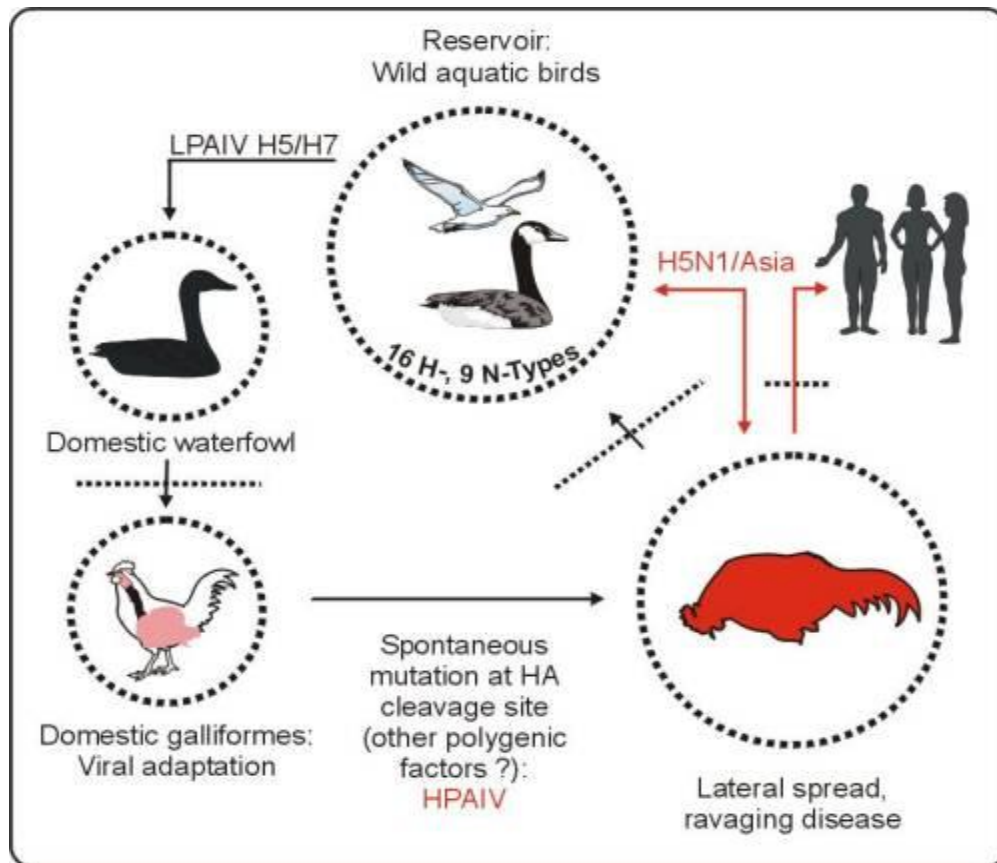 Reservoir:
Wild aquatic birds
LPAIV H5/H7
16 H-, 9 N-Types
H5N1/Asia
Domestic waterfowl
Domestic galliformes:
Viral adaptation
Spontaneous
mutation at HA
cleavage site
(other polygenic
factors ?):
HPAIV
Lateral spread,
ravaging disease